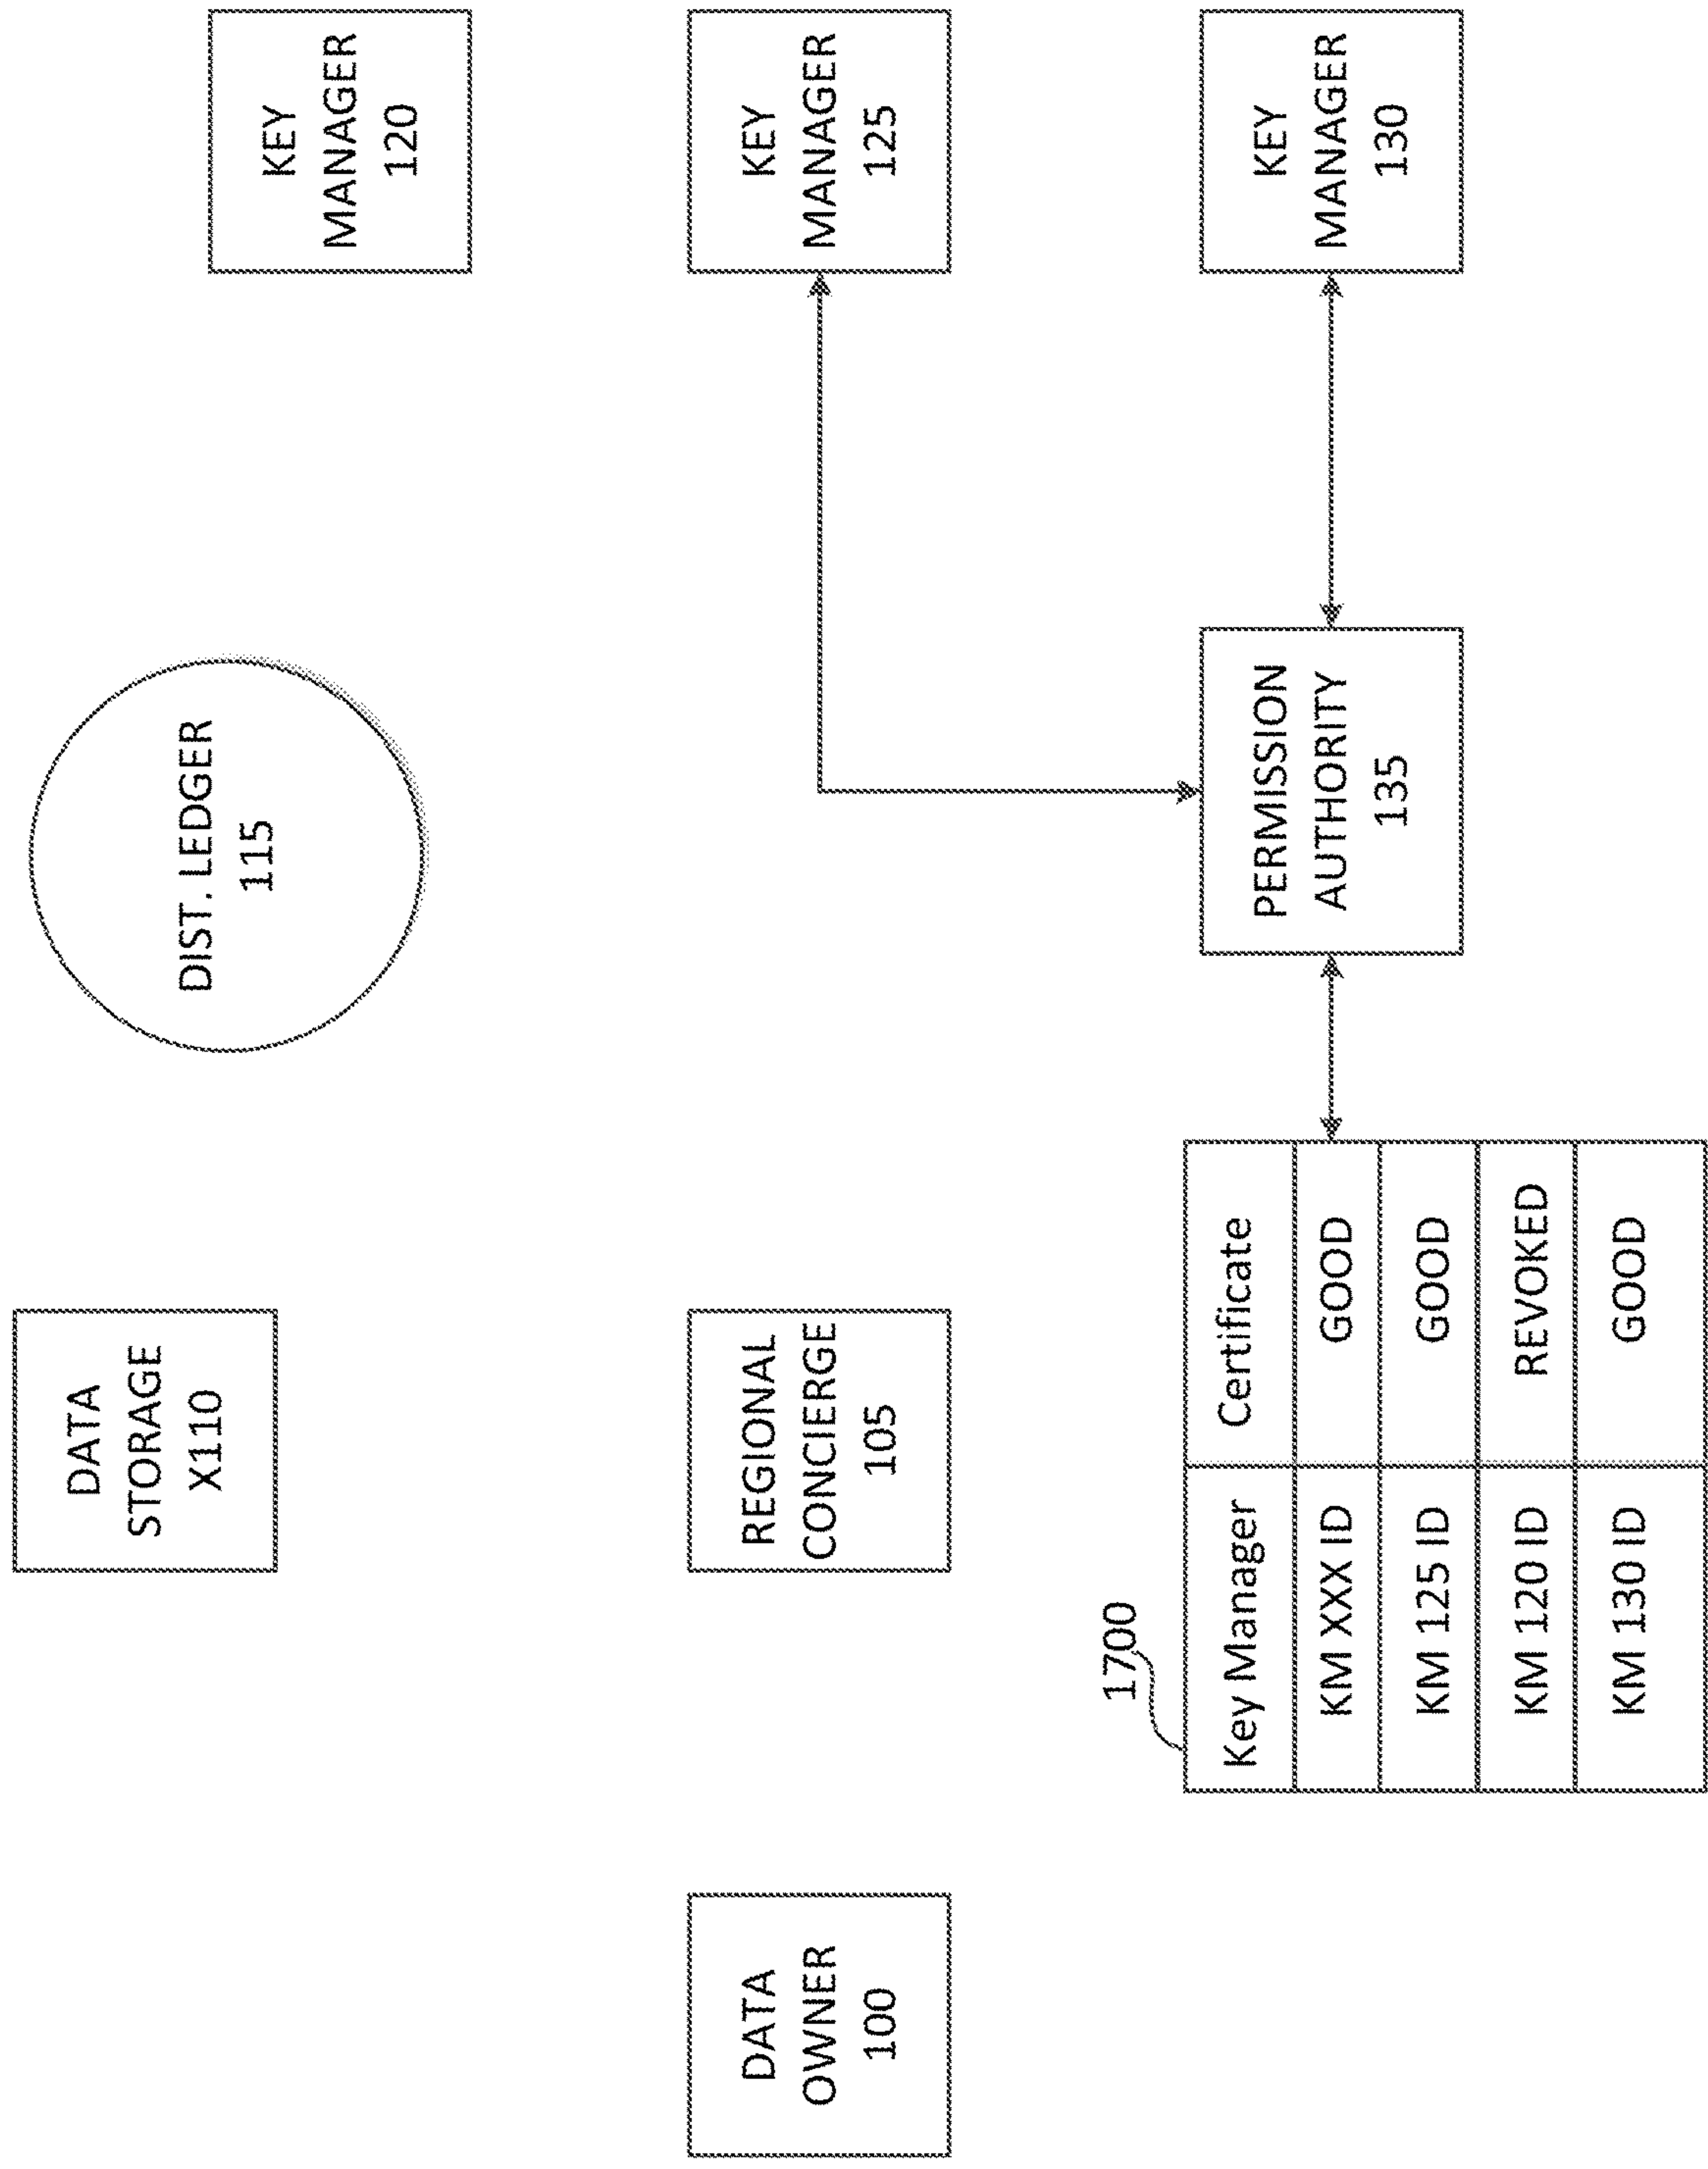 DATA
STORAGE
X110
DIST. LEDGER
115
KEY
MANAGER
120
DATA
OWNER
100
REGIONAL
CONCIERGE
105
KEY
MANAGER
125
1700
Key Manager Certificate
KM XXX ID GOOD
KM 125 ID GOOD
KM 120 ID REVOKED
KM 130 ID GOOD
PERMISSION
AUTHORITY
135
KEY
MANAGER
130